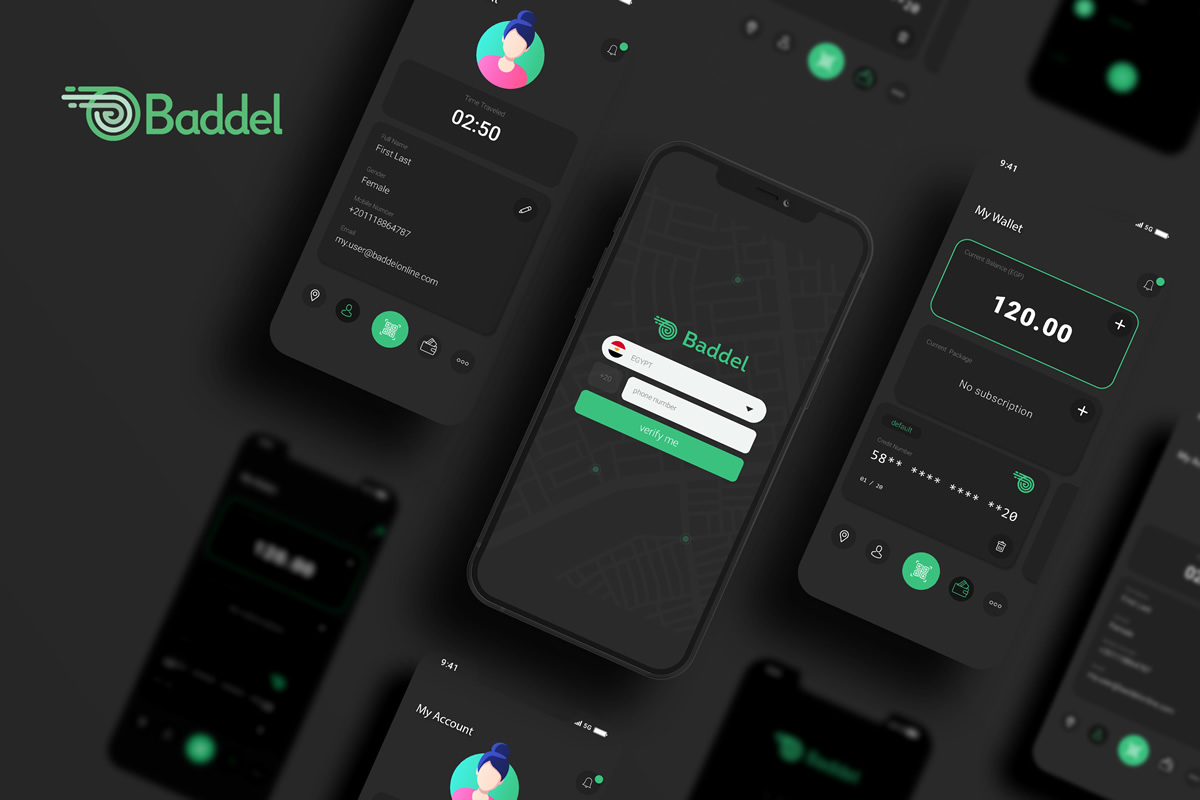 Baddel
Time Traveled
02:50
Full Name
First Last
Gender
Female
Mobile Number
+201118864787
Email
my.user@baddelonline.com
Baddel
EGYPT
+20
phone number
verify me
9:41
5G
My Wallet
Current Balance (EGP)
120.00
Current Package
No subscription
default
Credit Number
58** **** **** **20
01 / 20
9:41
5G
My Account
120.00
Baddel